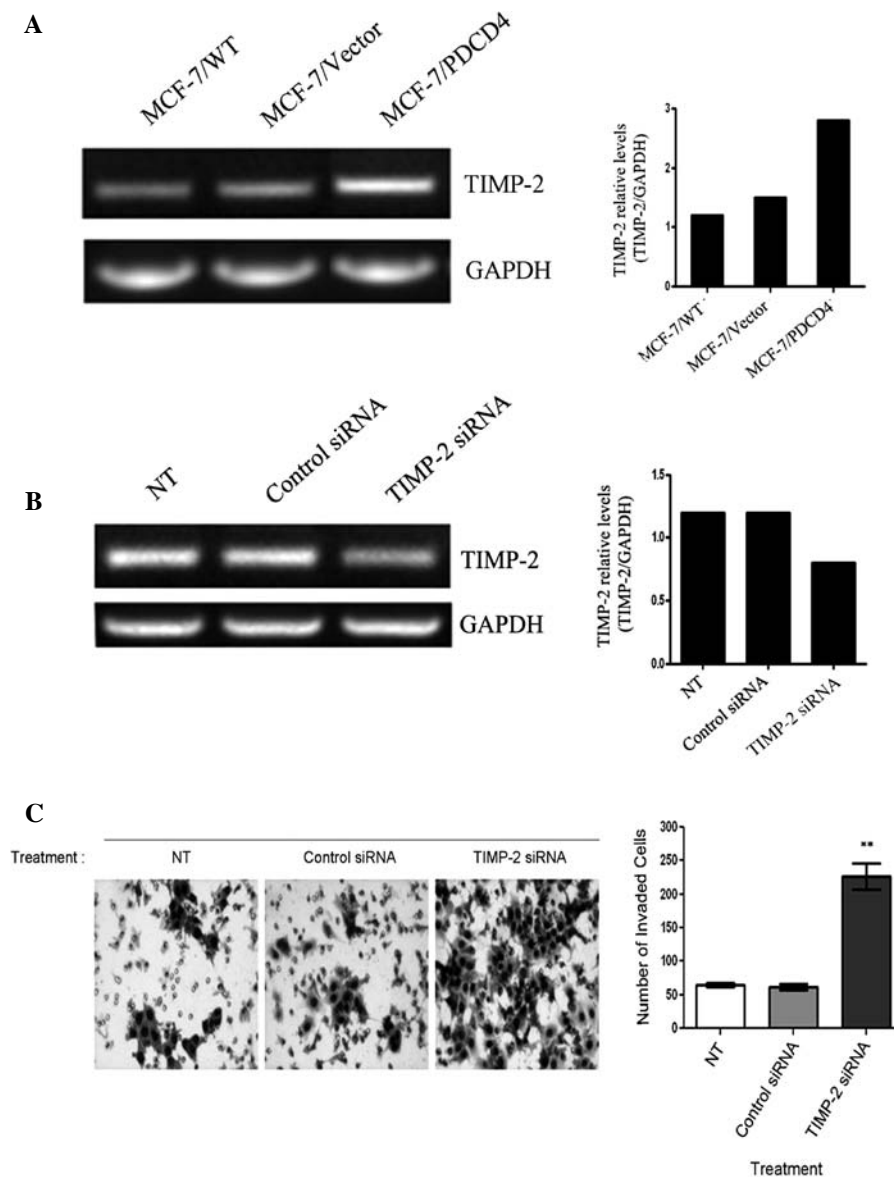 A
MCF-7/WT
MCF-7/Vector
MCF-7/PDCD4
TIMP-2
GAPDH
TIMP-2 relative levels
(TIMP-2/GAPDH)
3
2
1
0
MCF-7/WT
MCF-7/Vector
MCF-7/PDCD4
B
NT
Control siRNA
TIMP-2 siRNA
TIMP-2
GAPDH
TIMP-2 relative levels
(TIMP-2/GAPDH)
1.5
1.0
0.5
0.0
NT
Control siRNA
TIMP-2 siRNA
C
Treatment :
NT
Control siRNA
TIMP-2 siRNA
Number of Invaded Cells
300
250
200
150
100
50
0
**
NT
Control siRNA
TIMP-2 siRNA
Treatment